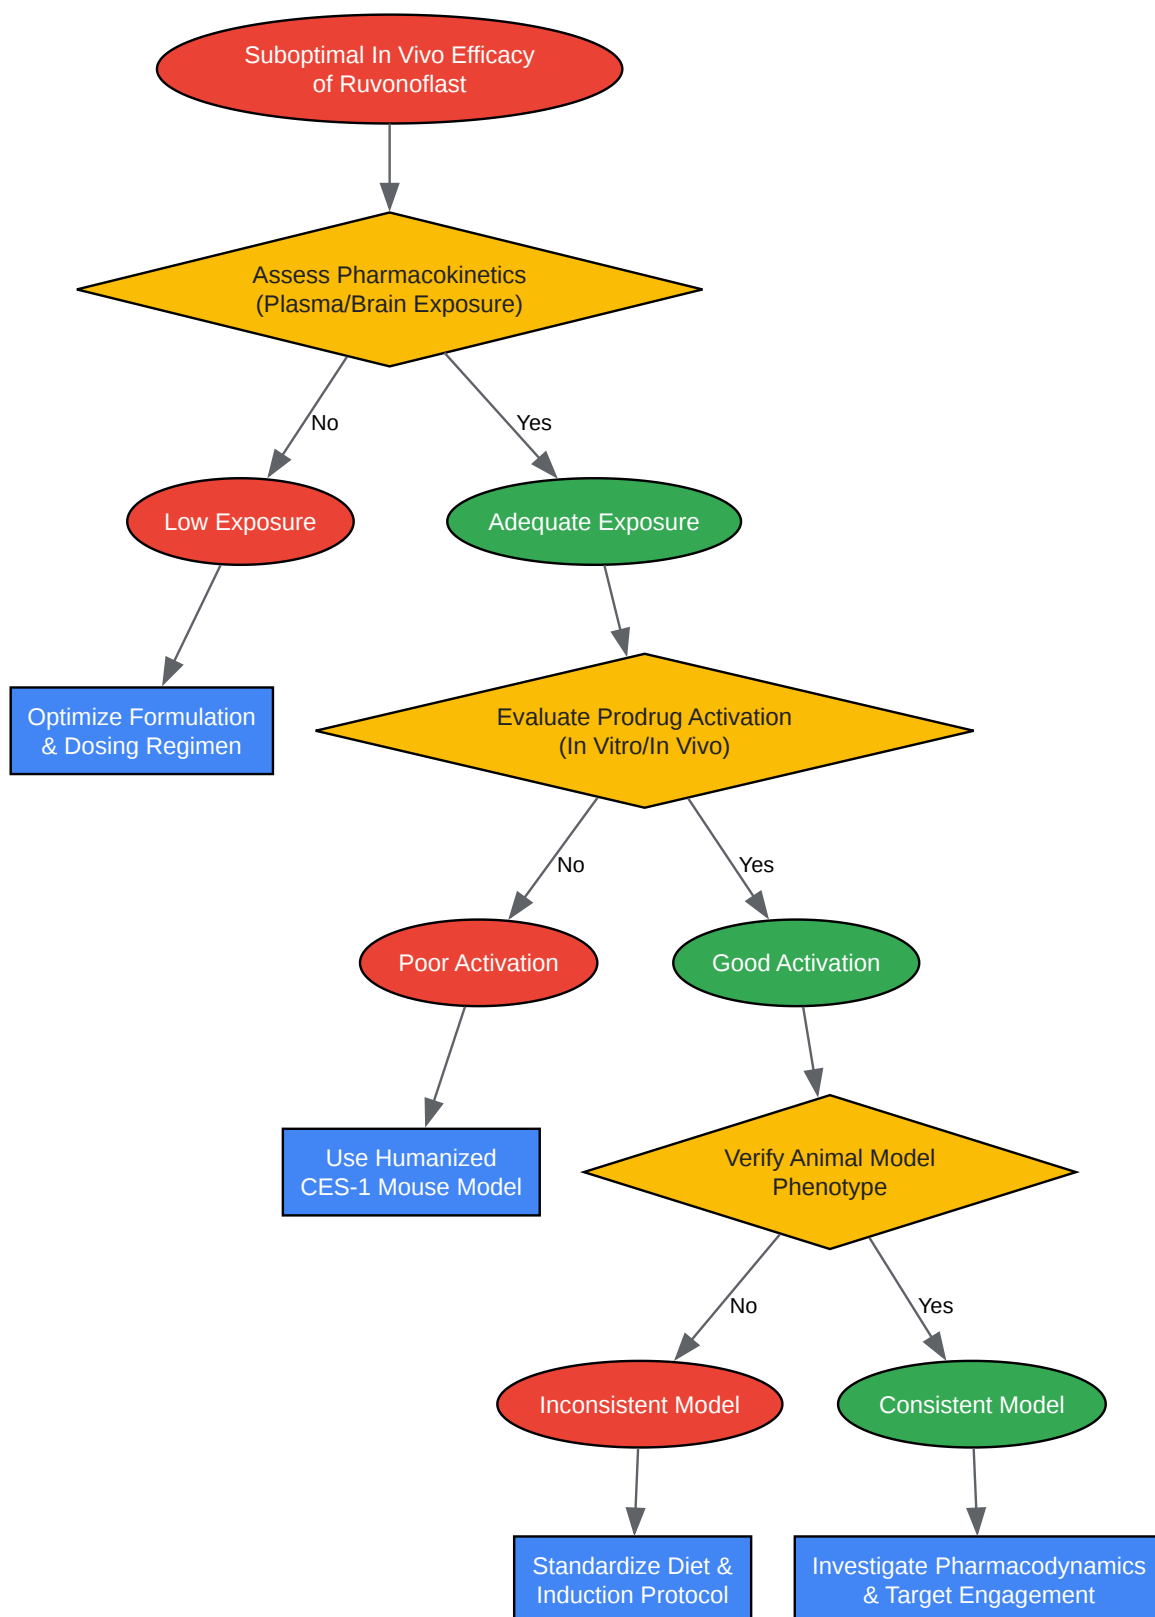 Suboptimal In Vivo Efficacy
of Ruvonoflast
Assess Pharmacokinetics
(Plasma/Brain Exposure)
No
Yes
Low Exposure
Adequate Exposure
Optimize Formulation
& Dosing Regimen
Evaluate Prodrug Activation
(In Vitro/In Vivo)
No
Yes
Poor Activation
Good Activation
Use Humanized
CES-1 Mouse Model
Verify Animal Model
Phenotype
No
Yes
Inconsistent Model
Consistent Model
Standardize Diet &
Induction Protocol
Investigate Pharmacodynamics
& Target Engagement